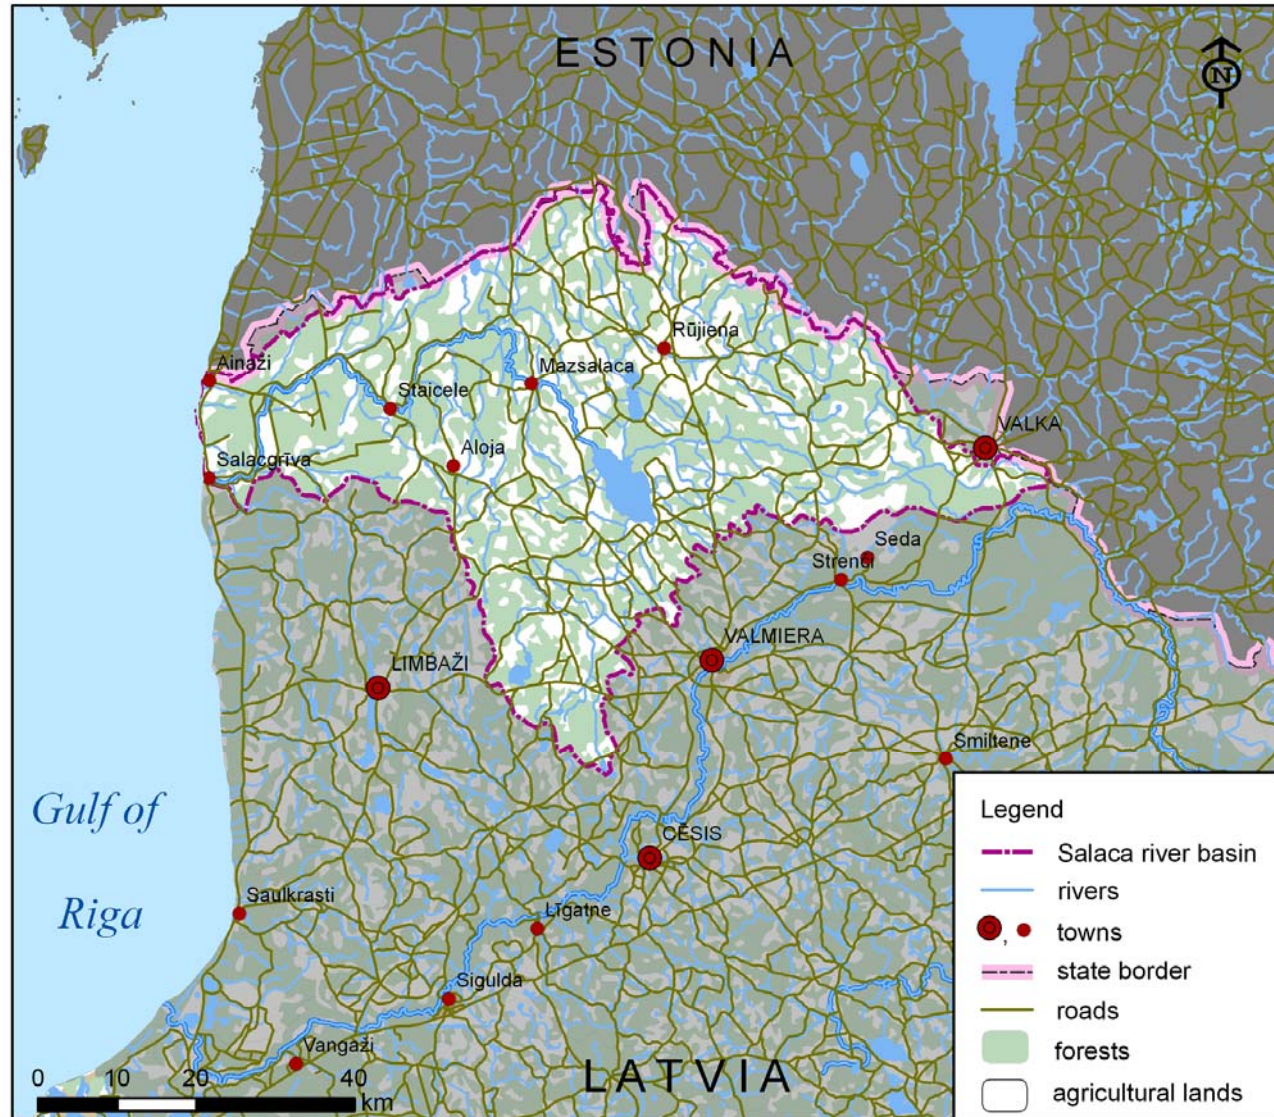 ESTONIA
N
Rūjiena
Ainaži
Mazsalaca
Staicele
VALKA
Aloja
Salacgrīva
Seda
Strenči
VALMIERA
LIMBAŽI
Smiltene
Gulf of
Riga
CĒSIS
Saulkrasti
Līgatne
Sigulda
Vangaži
LATVIA
0 10 20 40
km
Legend
Salaca river basin
rivers
, towns
state border
roads
forests
agricultural lands